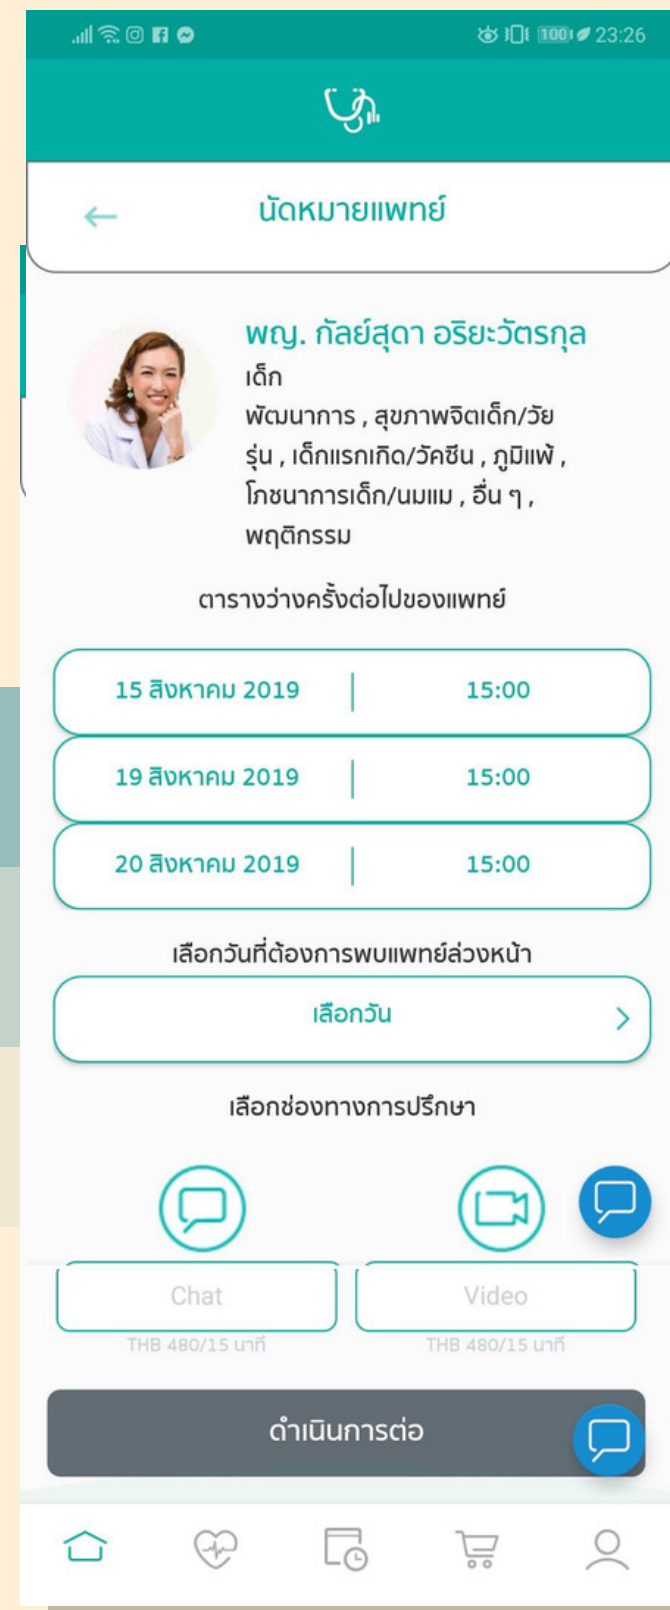 100 23:26
นัดหมายแพทย์
พญ. กัลย์สุดา อริยะวัตรกุล
เด็ก
พัฒนาการ , สุขภาพจิตเด็ก/วัย
รุ่น , เด็กแรกเกิด/วัคซีน , ภูมิแพ้ ,
โภชนาการเด็ก/นมแม , อื่น ๆ ,
พฤติกรรม
ตารางว่างครั้งต่อไปของแพทย์
15 สิงหาคม 2019 15:00
19 สิงหาคม 2019 15:00
20 สิงหาคม 2019 15:00
เลือกวันที่ต้องการพบแพทย์ล่วงหน้า
เลือกวัน
เลือกช่องทางการปรึกษา
Chat Video
THB 480/15 นาที THB 480/15 นาที
ดำเนินการต่อ